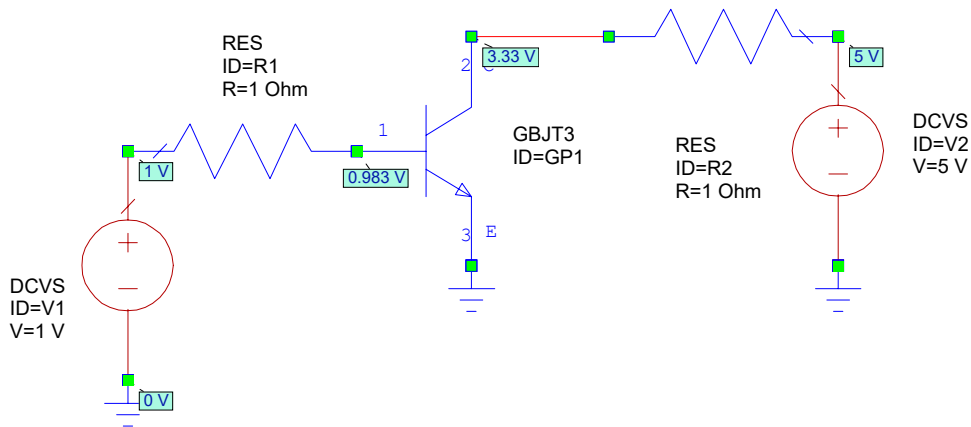 RES
ID=R1
R=1 Ohm
2
3.33 V
5 V
1
GBJT3
ID=GP1
RES
ID=R2
R=1 Ohm
DCVS
ID=V2
V=5 V
1 V
0.983 V
3
E
DCVS
ID=V1
V=1 V
0 V